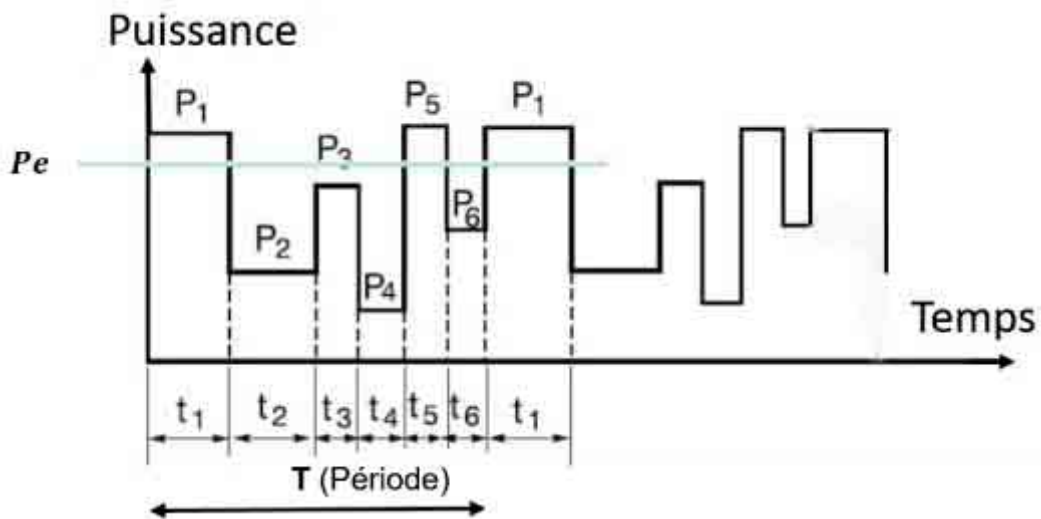 Puissance
P₁ P₅ P₁
Pe P₃
P₂ P₆
P₄
Temps
t₁ t₂ t₃ t₄ t₅ t₆ t₁
T (Période)